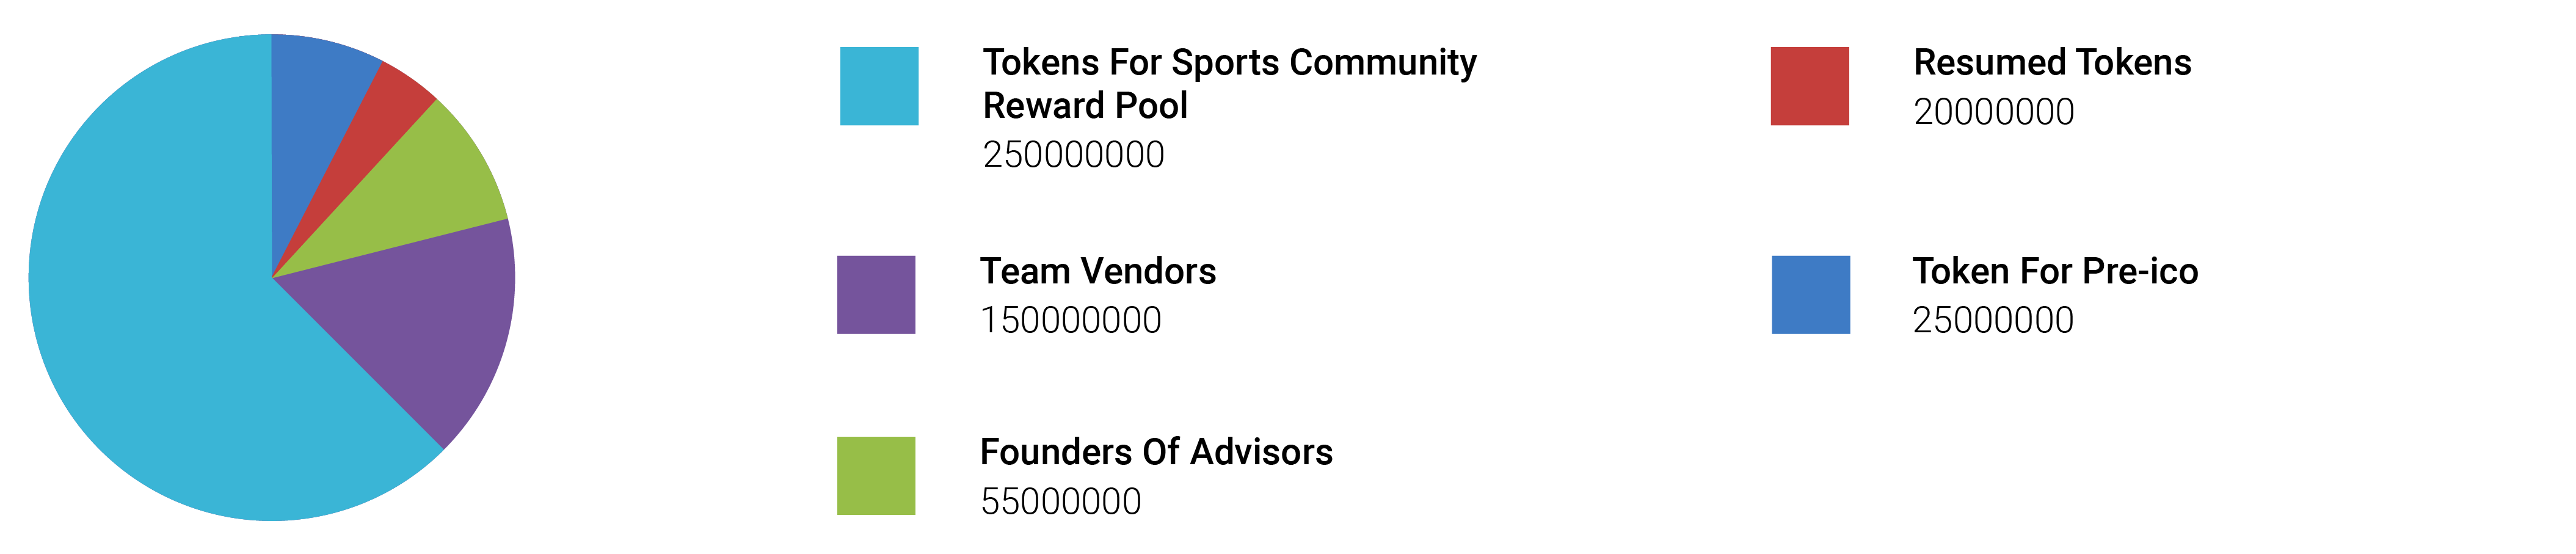 Tokens For Sports Community
Reward Pool
250000000
Team Vendors
150000000
Founders Of Advisors
55000000
Resumed Tokens
20000000
Token For Pre-ico
25000000